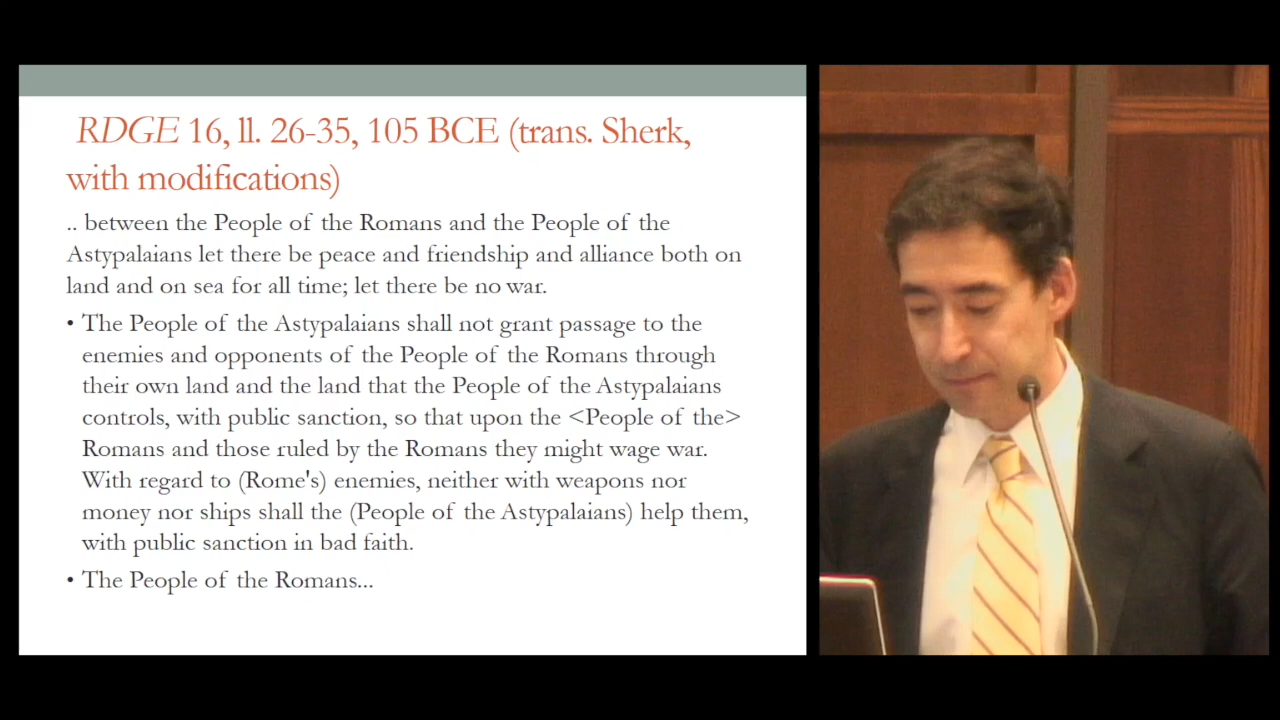 RDGE 16, ll. 26-35, 105 BCE (trans. Sherk,
with modifications)
.. between the People of the Romans and the People of the
Astypalaians let there be peace and friendship and alliance both on
land and on sea for all time; let there be no war.
• The People of the Astypalaians shall not grant passage to the
enemies and opponents of the People of the Romans through
their own land and the land that the People of the Astypalaians
controls, with public sanction, so that upon the <People of the>
Romans and those ruled by the Romans they might wage war.
With regard to (Rome's) enemies, neither with weapons nor
money nor ships shall the (People of the Astypalaians) help them,
with public sanction in bad faith.
• The People of the Romans...